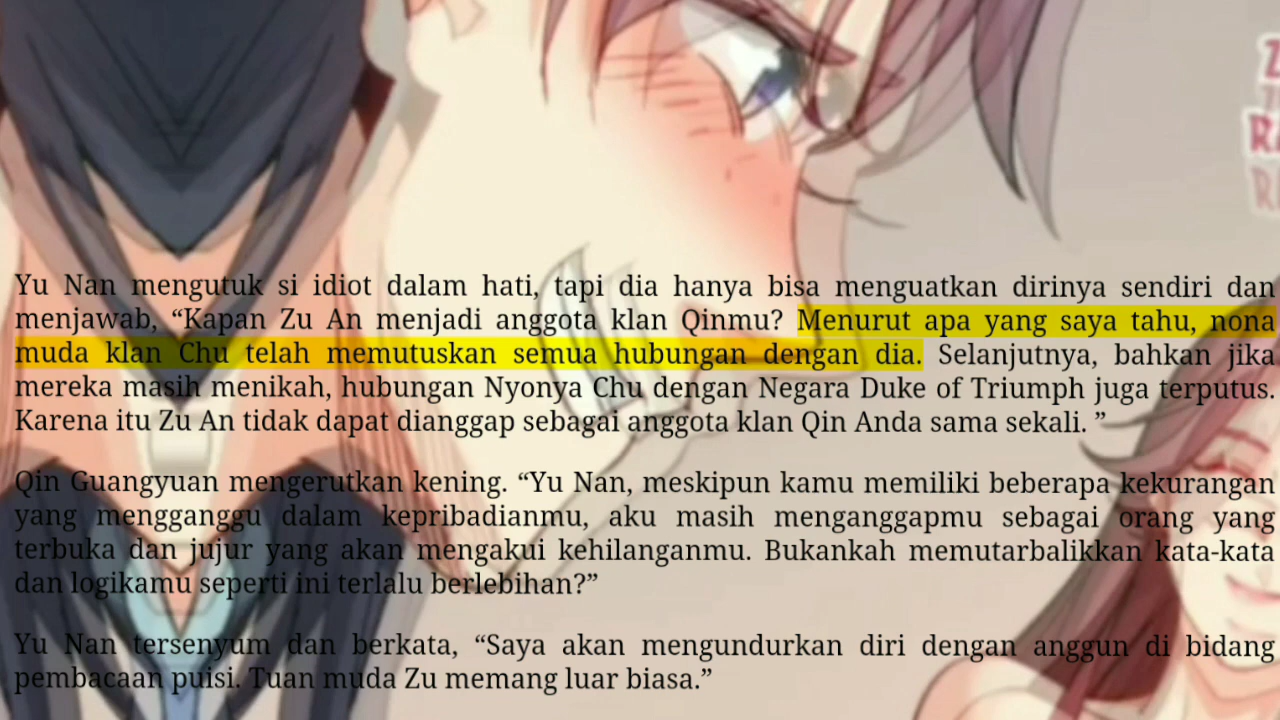 Yu Nan mengutuk si idiot dalam hati, tapi dia hanya bisa menguatkan dirinya sendiri dan
menjawab, “Kapan Zu An menjadi anggota klan Qinmu? Menurut apa yang saya tahu, nona
muda klan Chu telah memutuskan semua hubungan dengan dia. Selanjutnya, bahkan jika
mereka masih menikah, hubungan Nyonya Chu dengan Negara Duke of Triumph juga terputus.
Karena itu Zu An tidak dapat dianggap sebagai anggota klan Qin Anda sama sekali. ”
Qin Guangyuan mengerutkan kening. “Yu Nan, meskipun kamu memiliki beberapa kekurangan
yang mengganggu dalam kepribadianmu, aku masih menganggapmu sebagai orang yang
terbuka dan jujur yang akan mengakui kehilanganmu. Bukankah memutarbalikkan kata-kata
dan logikamu seperti ini terlalu berlebihan?”
Yu Nan tersenyum dan berkata, “Saya akan mengundurkan diri dengan anggun di bidang
pembacaan puisi. Tuan muda Zu memang luar biasa.”